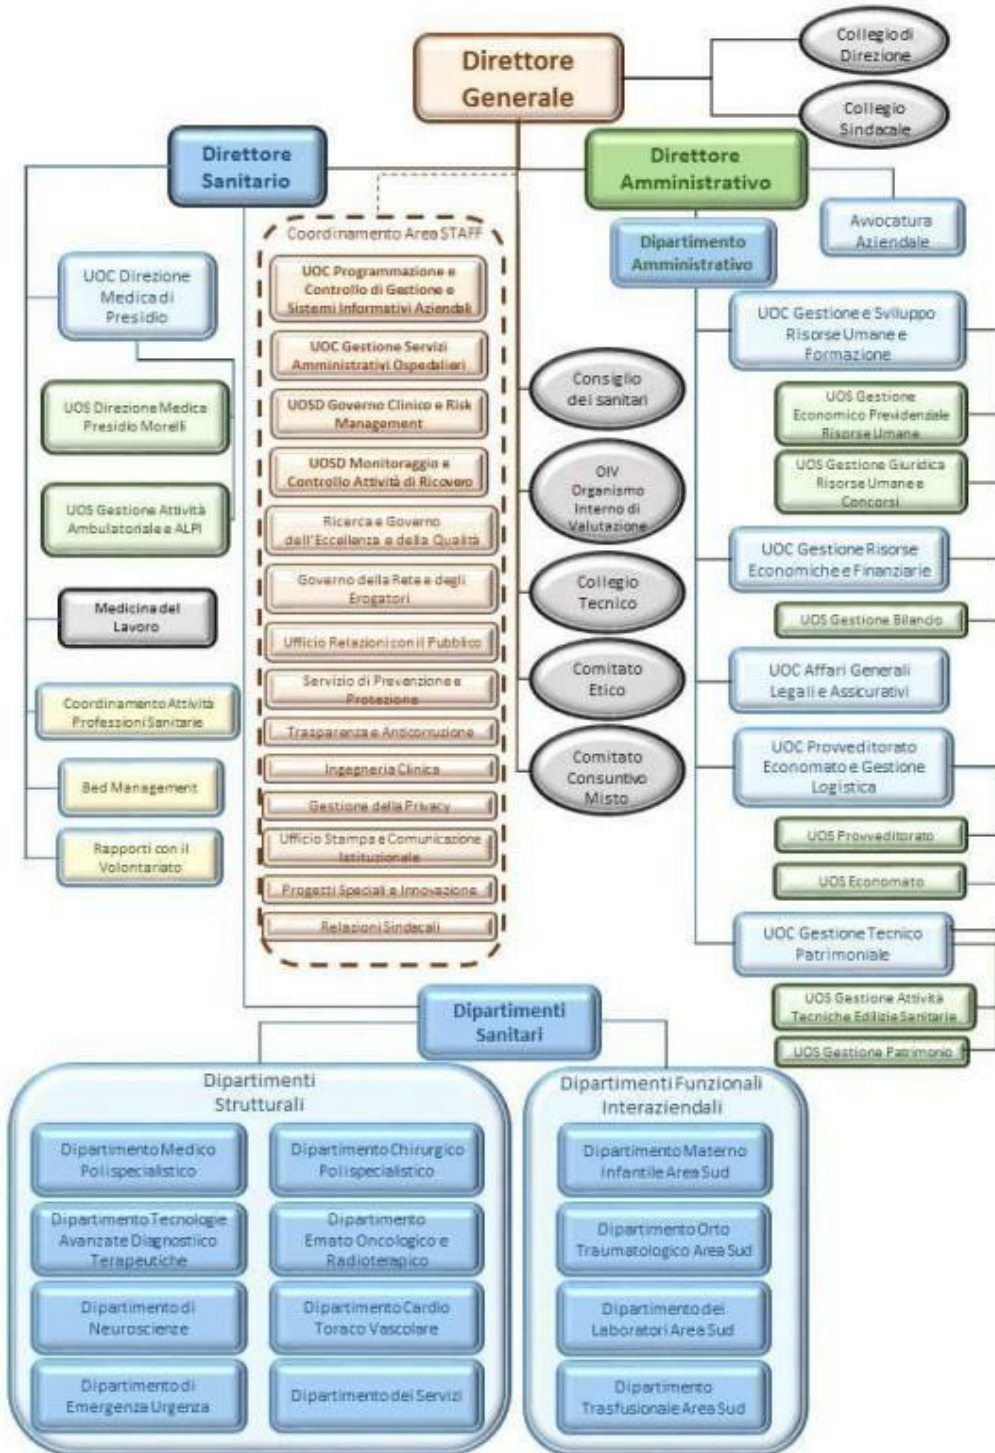 Direttore
Generale
Collegio di
Direzione
Collegio
Sindacale
Direttore
Sanitario
Direttore
Amministrativo
Avvocatura
Aziendale
Dipartimento
Amministrativo
UOC Direzione
Medica di
Presidio
UOS Direzione Medica
Presidio Morelli
UOS Gestione Attività
Ambulatoriale e ALPI
Medicina del
Lavoro
Coordinamento Attività
Professioni Sanitarie
Bed Management
Rapporti con il
Volontariato
Coordinamento Area STAFF
UOC Programmazione e
Controllo di Gestione e
Sistemi Informativi Aziendali
UOC Gestione Servizi
Amministrativi Ospedalieri
UOSD Governo Clinico e Risk
Management
UOSD Monitoraggio e
Controllo Attività di Ricovero
Ricerca e Governo
dell'Eccellenza e della Qualità
Governo della Rete e degli
Erogatori
Ufficio Relazioni con il Pubblico
Servizio di Prevenzione e
Protezione
Trasparenza e Anticorruzione
Ingegneria Clinica
Gestione della Privacy
Ufficio Stampa e Comunicazione
Istituzionale
Progetti Speciali e Innovazione
Relazioni Sindacali
Consiglio
dei sanitari
OIV
Organismo
Interno di
Valutazione
Collegio
Tecnico
Comitato
Etico
Comitato
Consuntivo
Misto
UOC Gestione e Sviluppo
Risorse Umane e
Formazione
UOS Gestione
Economico Previdenziale
Risorse Umane
UOS Gestione Giuridica
Risorse Umane e
Concorsi
UOC Gestione Risorse
Economiche e Finanziarie
UOS Gestione Bilancio
UOC Affari Generali
Legali e Assicurativi
UOC Provveditorato
Economato e Gestione
Logistica
UOS Provveditorato
UOS Economato
UOC Gestione Tecnico
Patrimoniale
UOS Gestione Attività
Tecniche Edilizie Sanitarie
UOS Gestione Patrimonio
Dipartimenti
Sanitari
Dipartimenti
Strutturali
Dipartimento Medico
Polispecialistico
Dipartimento Chirurgico
Polispecialistico
Dipartimento Tecnologie
Avanzate Diagnostico
Terapeutiche
Dipartimento
Emato Oncologico e
Radioterapico
Dipartimento di
Neuroscienze
Dipartimento Cardio
Toraco Vascolare
Dipartimento di
Emergenza Urgenza
Dipartimento dei Servizi
Dipartimenti Funzionali
Interaziendali
Dipartimento Materno
Infantile Area Sud
Dipartimento Orto
Traumatologico Area Sud
Dipartimento dei
Laboratori Area Sud
Dipartimento
Trasfusionale Area Sud